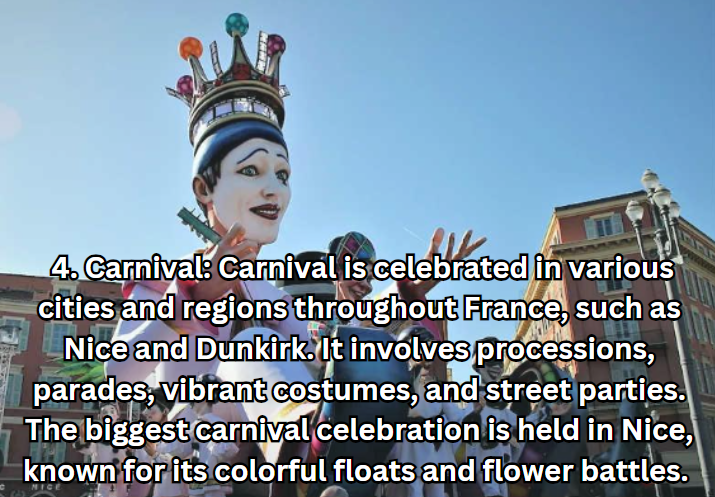 4. Carnival: Carnival is celebrated in various
cities and regions throughout France, such as
Nice and Dunkirk. It involves processions,
parades, vibrant costumes, and street parties.
The biggest carnival celebration is held in Nice,
known for its colorful floats and flower battles.
NICE